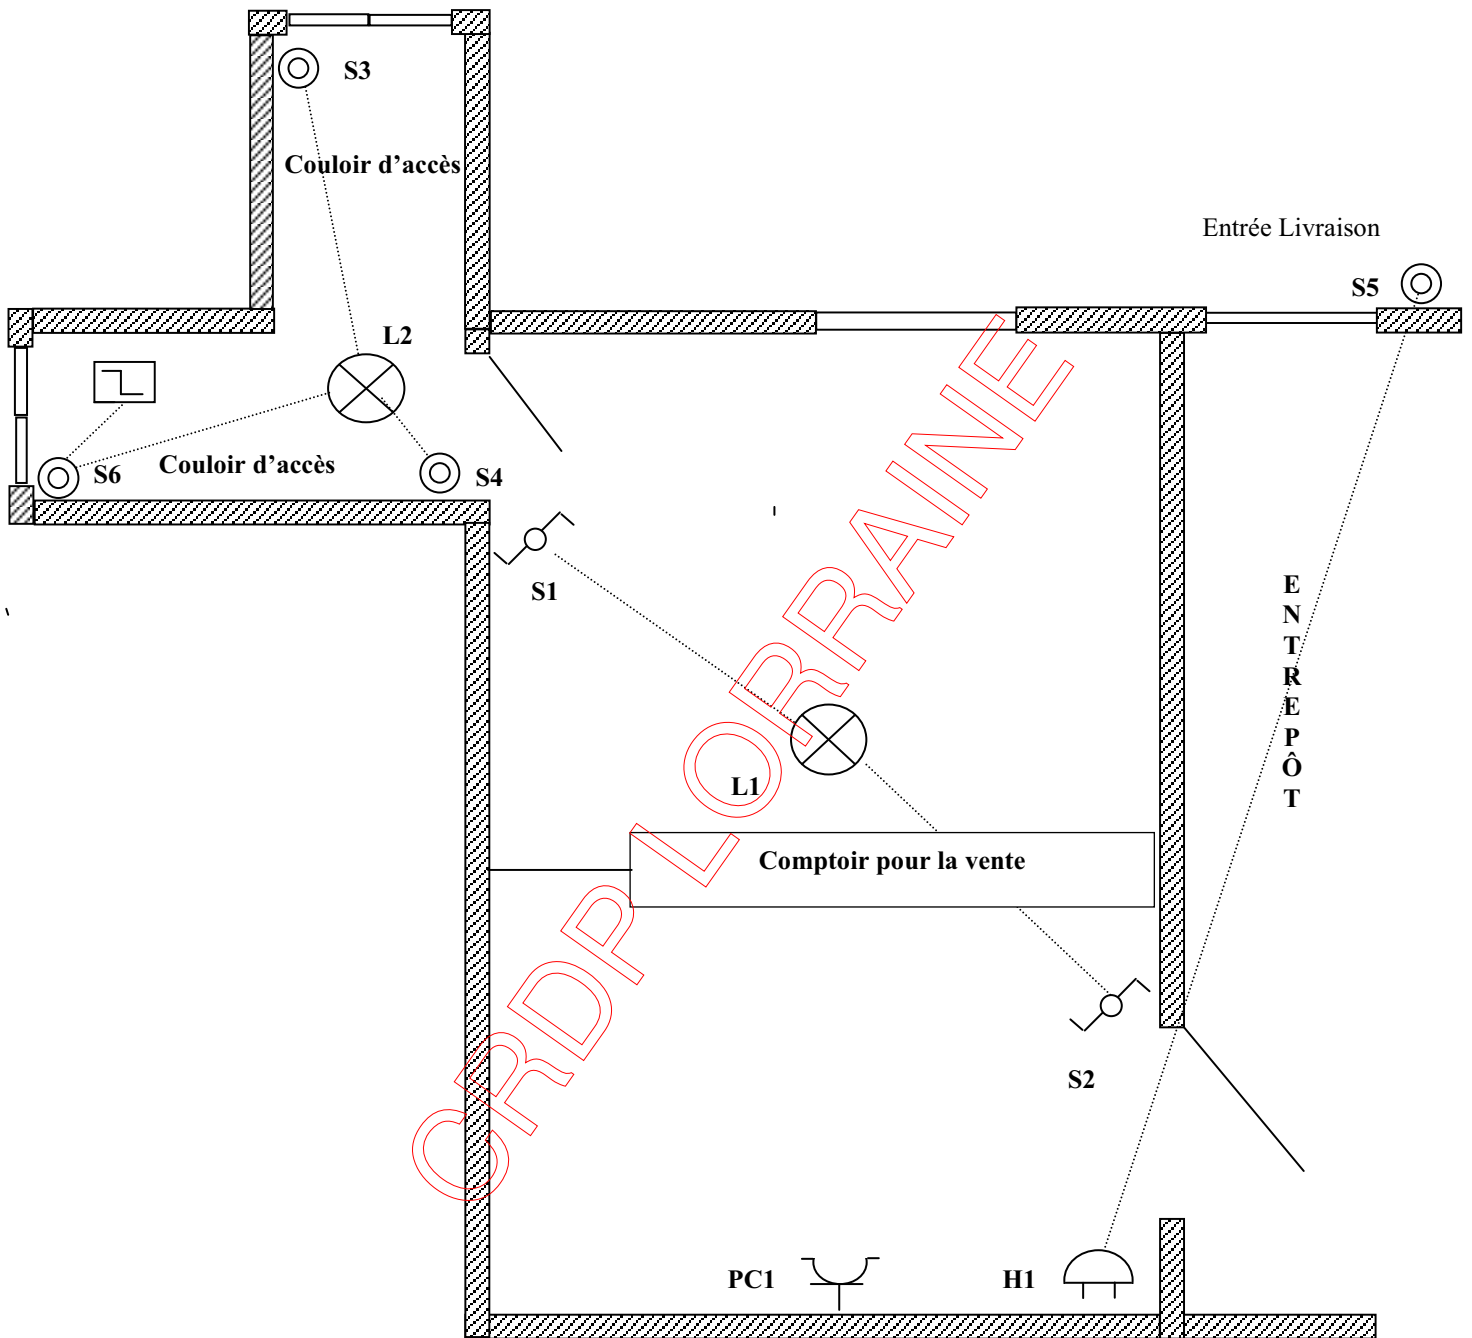 S3
Couloir d'accès
Entrée Livraison
S5
L2
S6
Couloir d'accès
S4
S1
ENTREPÔT
L1
Comptoir pour la vente
S2
PC1
H1
CRDP LORRAINE